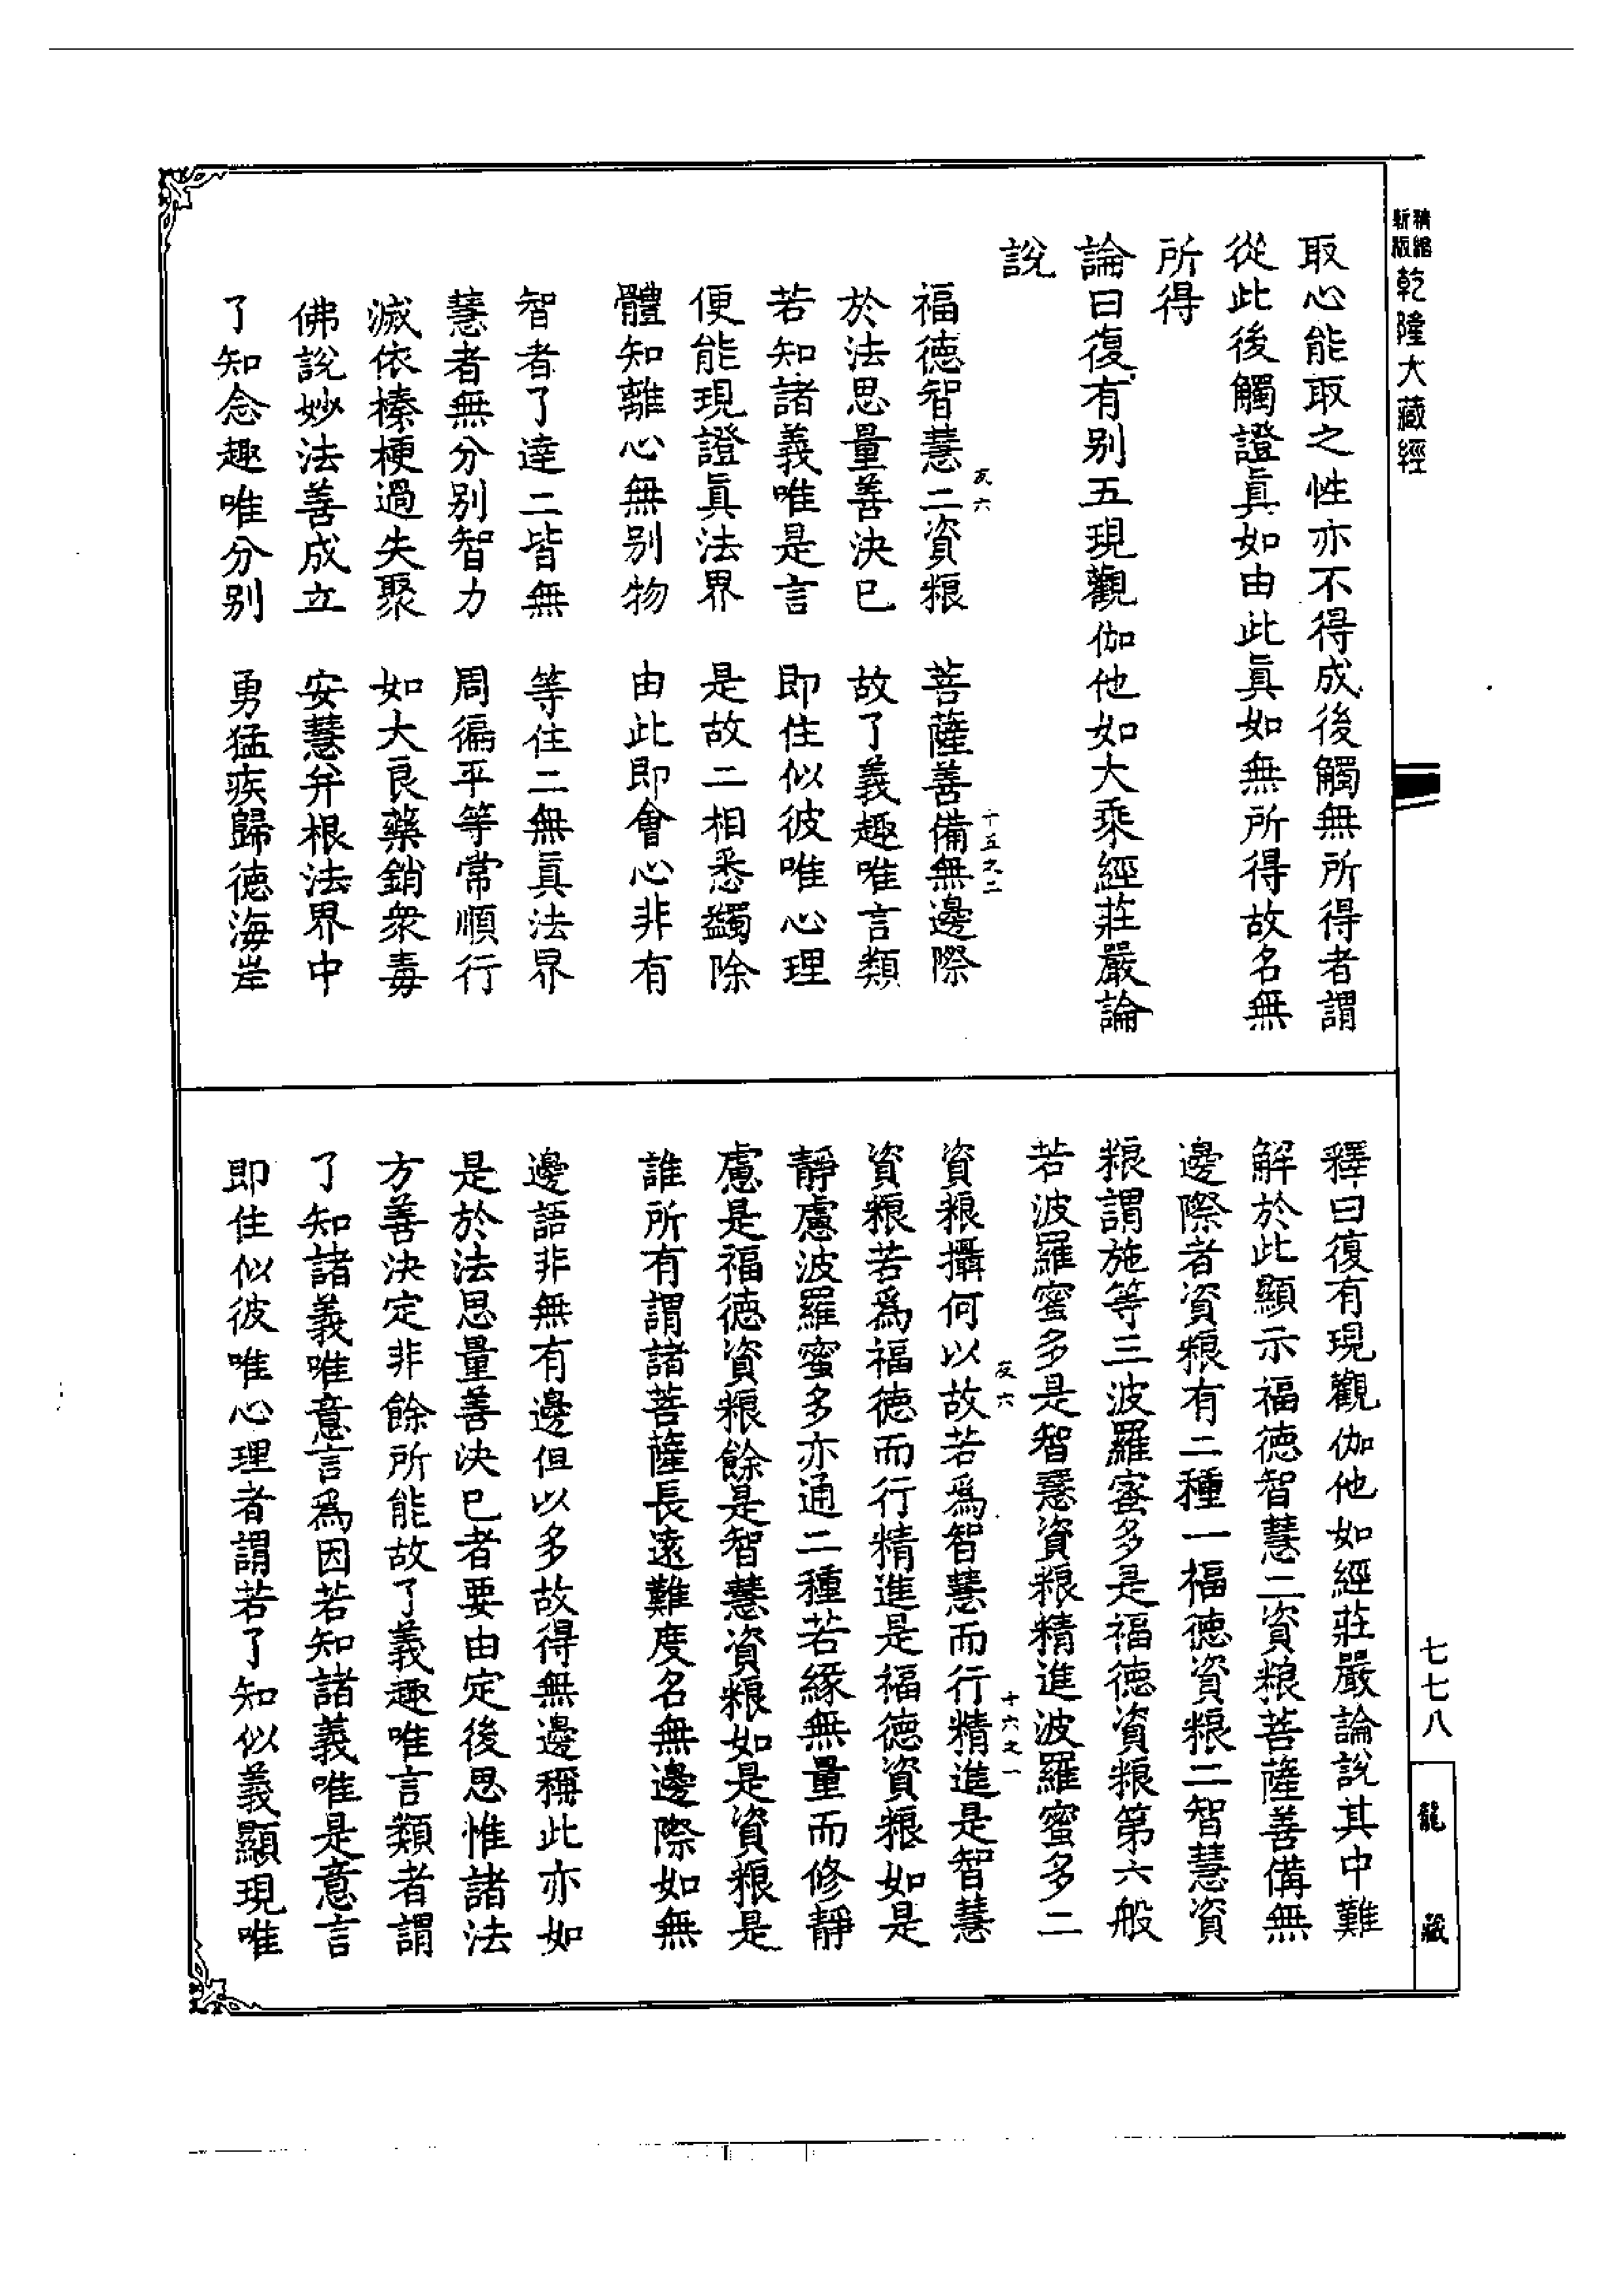 新版精縮
乾隆大藏經
取心能取之性亦不得成後觸無所得者謂
從此後觸證眞如由此眞如無所得故名無
所得
論曰復有别五現觀伽他如大乘經莊嚴論
說
福德智慧二資粮　菩薩善備無邊際
於法思量善決已　故了義趣唯言類
若知諸義唯是言　即住似彼唯心理
便能現證眞法界　是故二相悉蠲除
體知離心無别物　由此即會心非有
智者了達二皆無　等住二無眞法界
慧者無分别智力　周徧平等常順行
滅依榛梗過失聚　如大良藥銷衆毒
佛說妙法善成立　安慧并根法界中
了知念趣唯分别　勇猛疾歸德海岸
十五之二
釋曰復有現觀伽他如經莊嚴論說其中難
解於此顯示福德智慧二資粮菩薩善備無
邊際者資粮有二種一福德資粮二智慧資
粮謂施等三波羅蜜多是福德資粮第六般
若波羅蜜多是智慧資粮精進波羅蜜多二
資粮攝何以故若爲智慧而行精進是智慧
資粮若爲福德而行精進是福德資粮如是
靜慮波羅蜜多亦通二種若緣無量而修靜
慮是福德資粮餘是智慧資粮如是資粮是
誰所有謂諸菩薩長遠難度名無邊際如無
邊語非無有邊但以多故得無邊稱此亦如
是於法思量善決已者要由定後思惟諸法
方善決定非餘所能故了義趣唯言類者謂
了知諸義唯意言爲因若知諸義唯是意言
即住似彼唯心理者謂若了知似義顯現唯
十六之一
七七八
龍藏